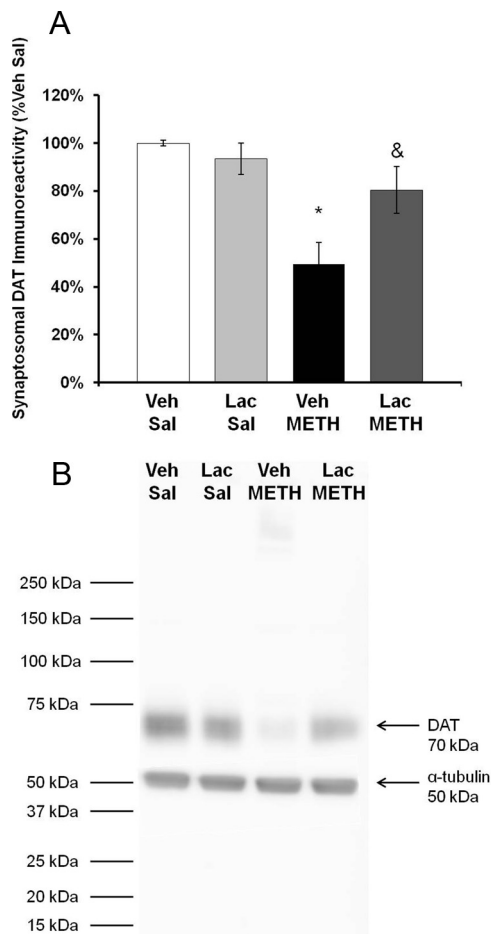 A
Synaptosomal DAT Immunoreactivity (%Veh Sal)
120%
100%
80%
60%
40%
20%
0%
*
&
Veh Sal
Lac Sal
Veh METH
Lac METH
B
Veh Sal
Lac Sal
Veh METH
Lac METH
250 kDa
150 kDa
100 kDa
75 kDa
50 kDa
37 kDa
25 kDa
20 kDa
15 kDa
DAT
70 kDa
α-tubulin
50 kDa